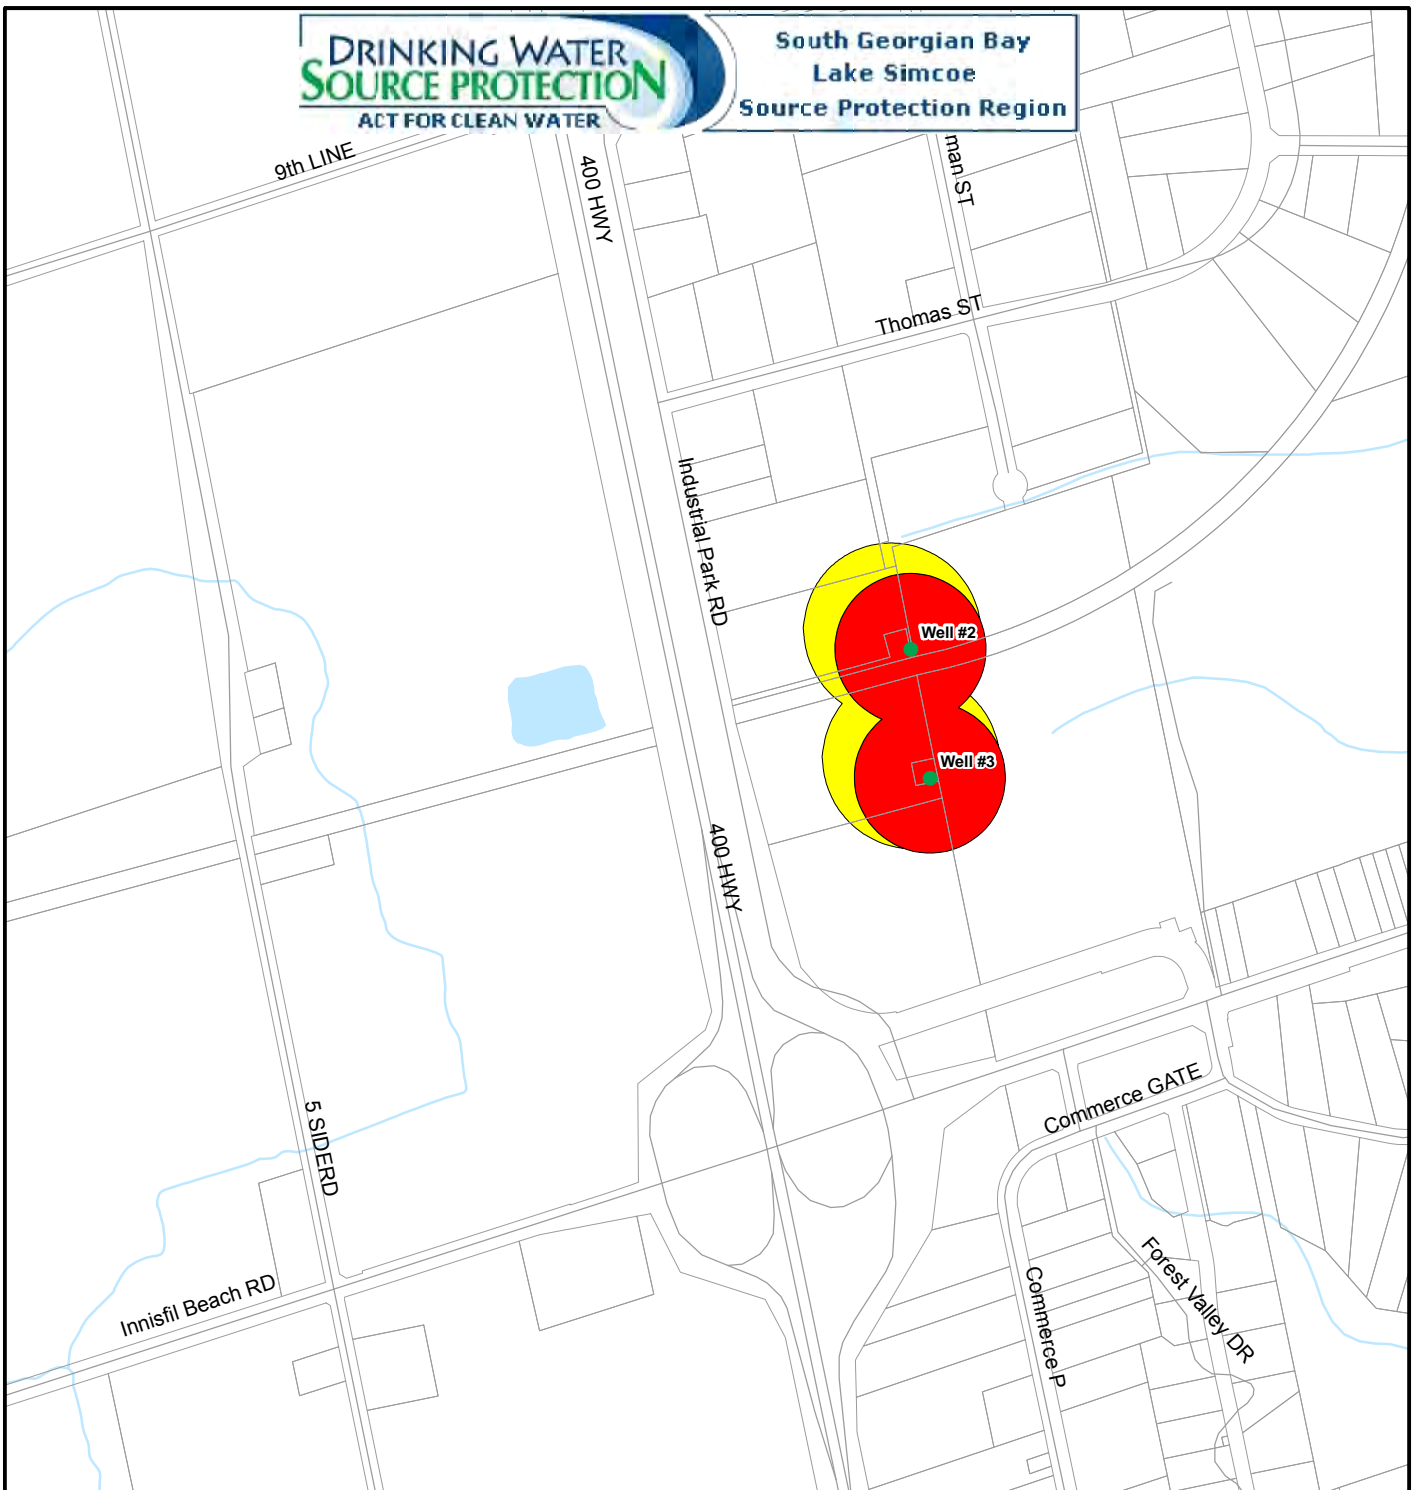 DRINKING WATER
SOURCE PROTECTION
ACT FOR CLEAN WATER
South Georgian Bay
Lake Simcoe
Source Protection Region
9th LINE
400 HWY
man ST
Thomas ST
Industrial Park RD
Well #2
Well #3
400 HWY
5 SIDERD
Commerce GATE
Innisfil Beach RD
Commerce P
Forest Valley DR